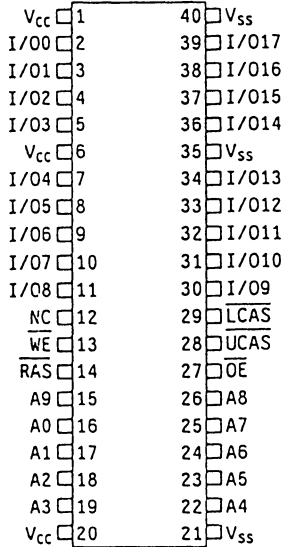 VCC 1 40 VSS
I/O0 2 39 I/O17
I/O1 3 38 I/O16
I/O2 4 37 I/O15
I/O3 5 36 I/O14
VCC 6 35 VSS
I/O4 7 34 I/O13
I/O5 8 33 I/O12
I/O6 9 32 I/O11
I/O7 10 31 I/O10
I/O8 11 30 I/O9
NC 12 29 LCAS
WE 13 28 UCAS
RAS 14 27 OE
A9 15 26 A8
A0 16 25 A7
A1 17 24 A6
A2 18 23 A5
A3 19 22 A4
VCC 20 21 VSS